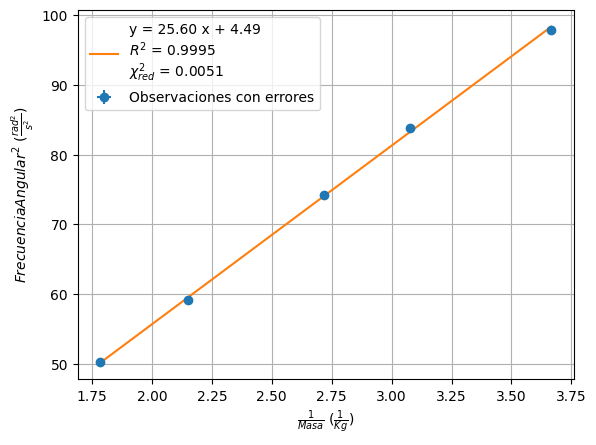 y = 25.60 x + 4.49
R² = 0.9995
χ²red = 0.0051
Observaciones con errores
100
90
80
70
60
50
FrecuenciaAngular² (rad²/s²)
1.75
2.00
2.25
2.50
2.75
3.00
3.25
3.50
3.75
1/Masa (1/Kg)